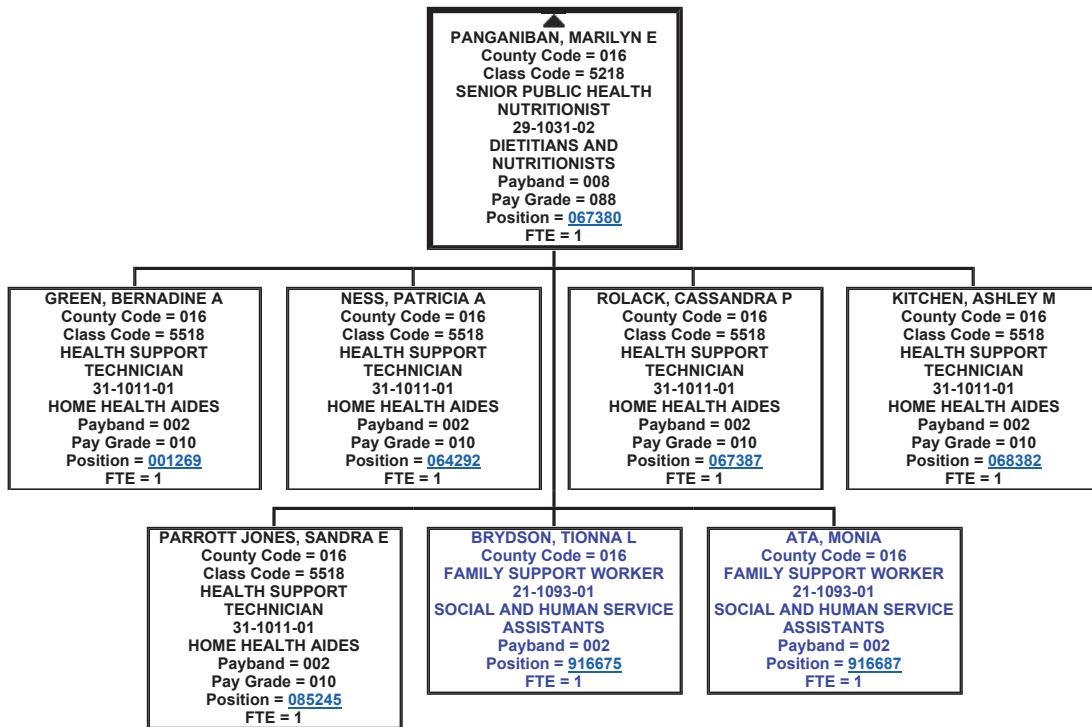 PANGANIBAN, MARILYN E
County Code = 016
Class Code = 5218
SENIOR PUBLIC HEALTH
NUTRITIONIST
29-1031-02
DIETITIANS AND
NUTRITIONISTS
Payband = 008
Pay Grade = 088
Position = 067380
FTE = 1
GREEN, BERNADINE A
County Code = 016
Class Code = 5518
HEALTH SUPPORT
TECHNICIAN
31-1011-01
HOME HEALTH AIDES
Payband = 002
Pay Grade = 010
Position = 001269
FTE = 1
NESS, PATRICIA A
County Code = 016
Class Code = 5518
HEALTH SUPPORT
TECHNICIAN
31-1011-01
HOME HEALTH AIDES
Payband = 002
Pay Grade = 010
Position = 064292
FTE = 1
ROLACK, CASSANDRA P
County Code = 016
Class Code = 5518
HEALTH SUPPORT
TECHNICIAN
31-1011-01
HOME HEALTH AIDES
Payband = 002
Pay Grade = 010
Position = 067387
FTE = 1
KITCHEN, ASHLEY M
County Code = 016
Class Code = 5518
HEALTH SUPPORT
TECHNICIAN
31-1011-01
HOME HEALTH AIDES
Payband = 002
Pay Grade = 010
Position = 068382
FTE = 1
PARROTT JONES, SANDRA E
County Code = 016
Class Code = 5518
HEALTH SUPPORT
TECHNICIAN
31-1011-01
HOME HEALTH AIDES
Payband = 002
Pay Grade = 010
Position = 085245
FTE = 1
BRYDSON, TIONNA L
County Code = 016
FAMILY SUPPORT WORKER
21-1093-01
SOCIAL AND HUMAN SERVICE
ASSISTANTS
Payband = 002
Position = 916675
FTE = 1
ATA, MONIA
County Code = 016
FAMILY SUPPORT WORKER
21-1093-01
SOCIAL AND HUMAN SERVICE
ASSISTANTS
Payband = 002
Position = 916687
FTE = 1